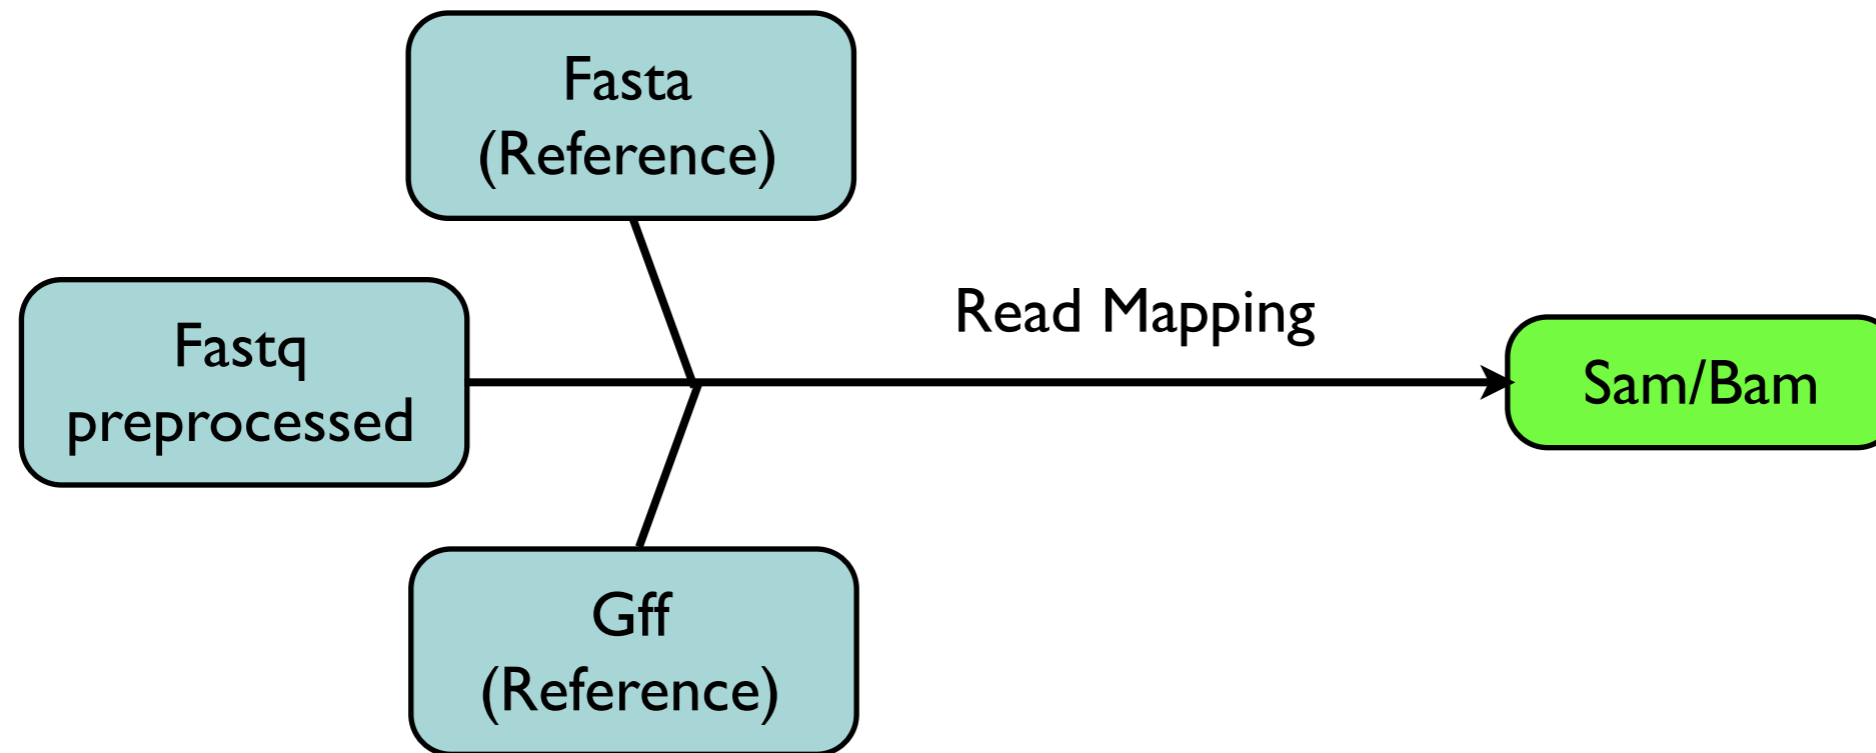 Fasta
(Reference)
Fastq
preprocessed
Read Mapping
Sam/Bam
Gff
(Reference)